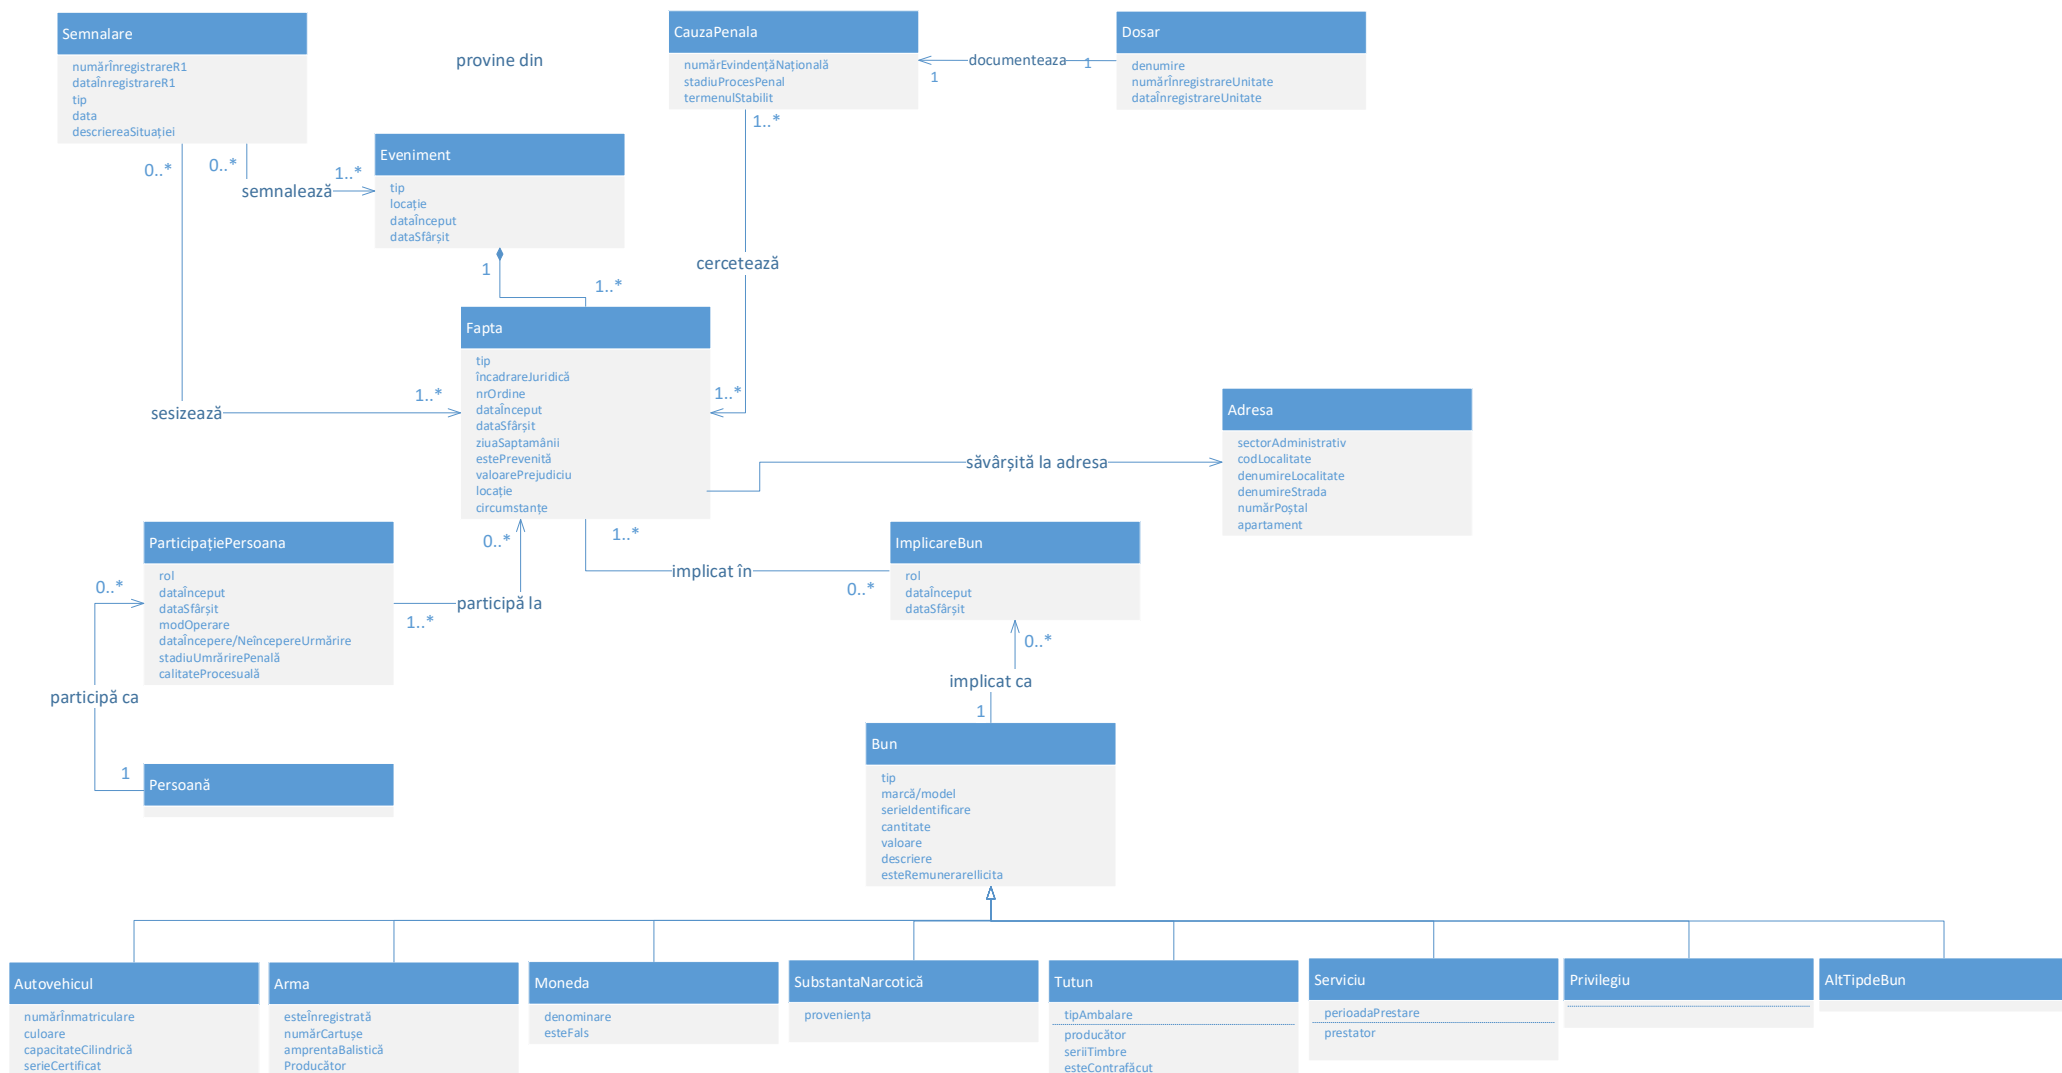 Semnalare
numărÎnregistrareR1
dataÎnregistrareR1
tip
data
descriereaSituației
provine din
CauzaPenala
numărEvindențăNațională
stadiuProcesPenal
termenulStabilit
documenteaza
1
1
Dosar
denumire
numărÎnregistrareUnitate
dataÎnregistrareUnitate
0..*
0..*
semnalează
1..*
Eveniment
tip
locație
dataÎnceput
dataSfârșit
1..*
cercetează
1..*
1
1..*
Fapta
tip
încadrareJuridică
nrOrdine
dataÎnceput
dataSfârșit
ziuaSaptamânii
estePrevenită
valoarePrejudiciu
locație
circumstanțe
sesizează
1..*
săvârșită la adresa
Adresa
sectorAdministrativ
codLocalitate
denumireLocalitate
denumireStrada
numărPoștal
apartament
ParticipațiePersoana
rol
dataÎnceput
dataSfârșit
modOperare
dataÎncepere/NeîncepereUrmărire
stadiuUmrărirePenală
calitateProcesuală
0..*
participă la
1..*
0..*
participă ca
1
Persoană
1..*
implicat în
0..*
ImplicareBun
rol
dataÎnceput
dataSfârșit
0..*
implicat ca
1
Bun
tip
marcă/model
serieIdentificare
cantitate
valoare
descriere
esteRemunerareIlicita
Autovehicul
numărÎnmatriculare
culoare
capacitateCilindrică
serieCertificat
Arma
esteÎnregistrată
numărCartușe
amprentaBalistică
Producător
Moneda
denominare
esteFals
SubstantaNarcotică
proveniența
Tutun
tipAmbalare
producător
seriiTimbre
esteContrafăcut
Serviciu
perioadaPrestare
prestator
Privilegiu
AltTipdeBun